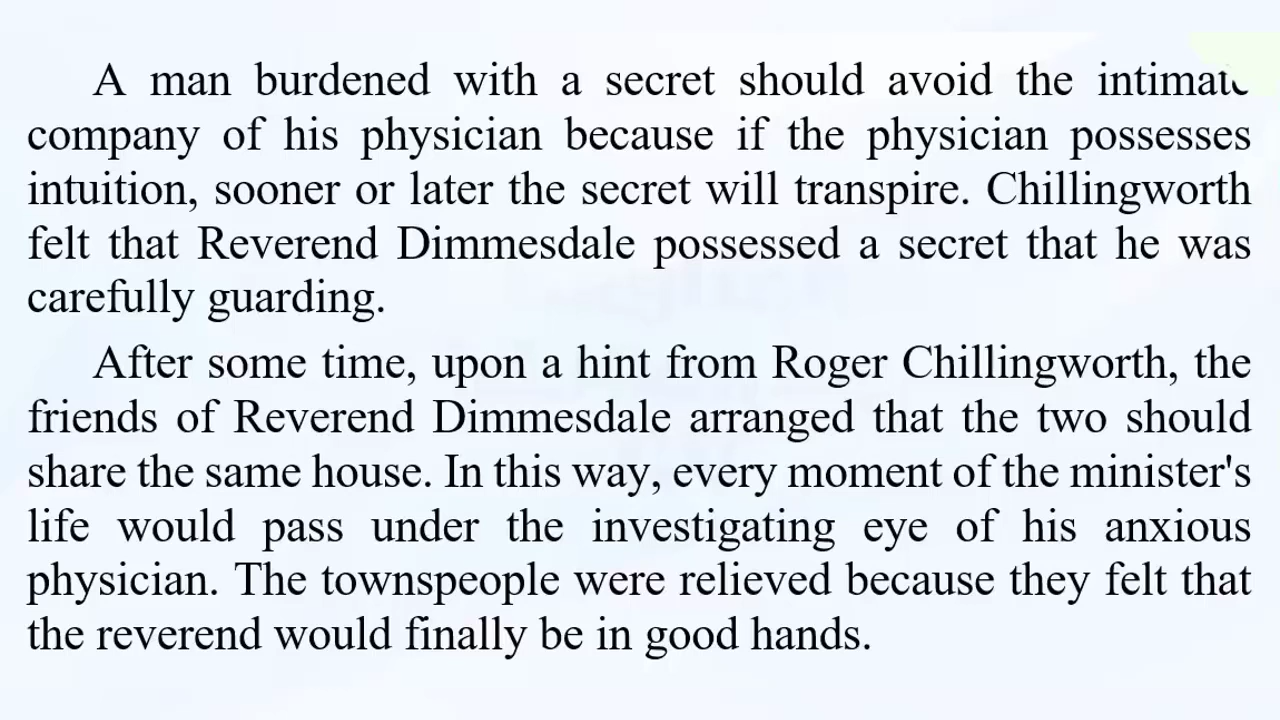 A man burdened with a secret should avoid the intimate
company of his physician because if the physician possesses
intuition, sooner or later the secret will transpire. Chillingworth
felt that Reverend Dimmesdale possessed a secret that he was
carefully guarding.
After some time, upon a hint from Roger Chillingworth, the
friends of Reverend Dimmesdale arranged that the two should
share the same house. In this way, every moment of the minister's
life would pass under the investigating eye of his anxious
physician. The townspeople were relieved because they felt that
the reverend would finally be in good hands.